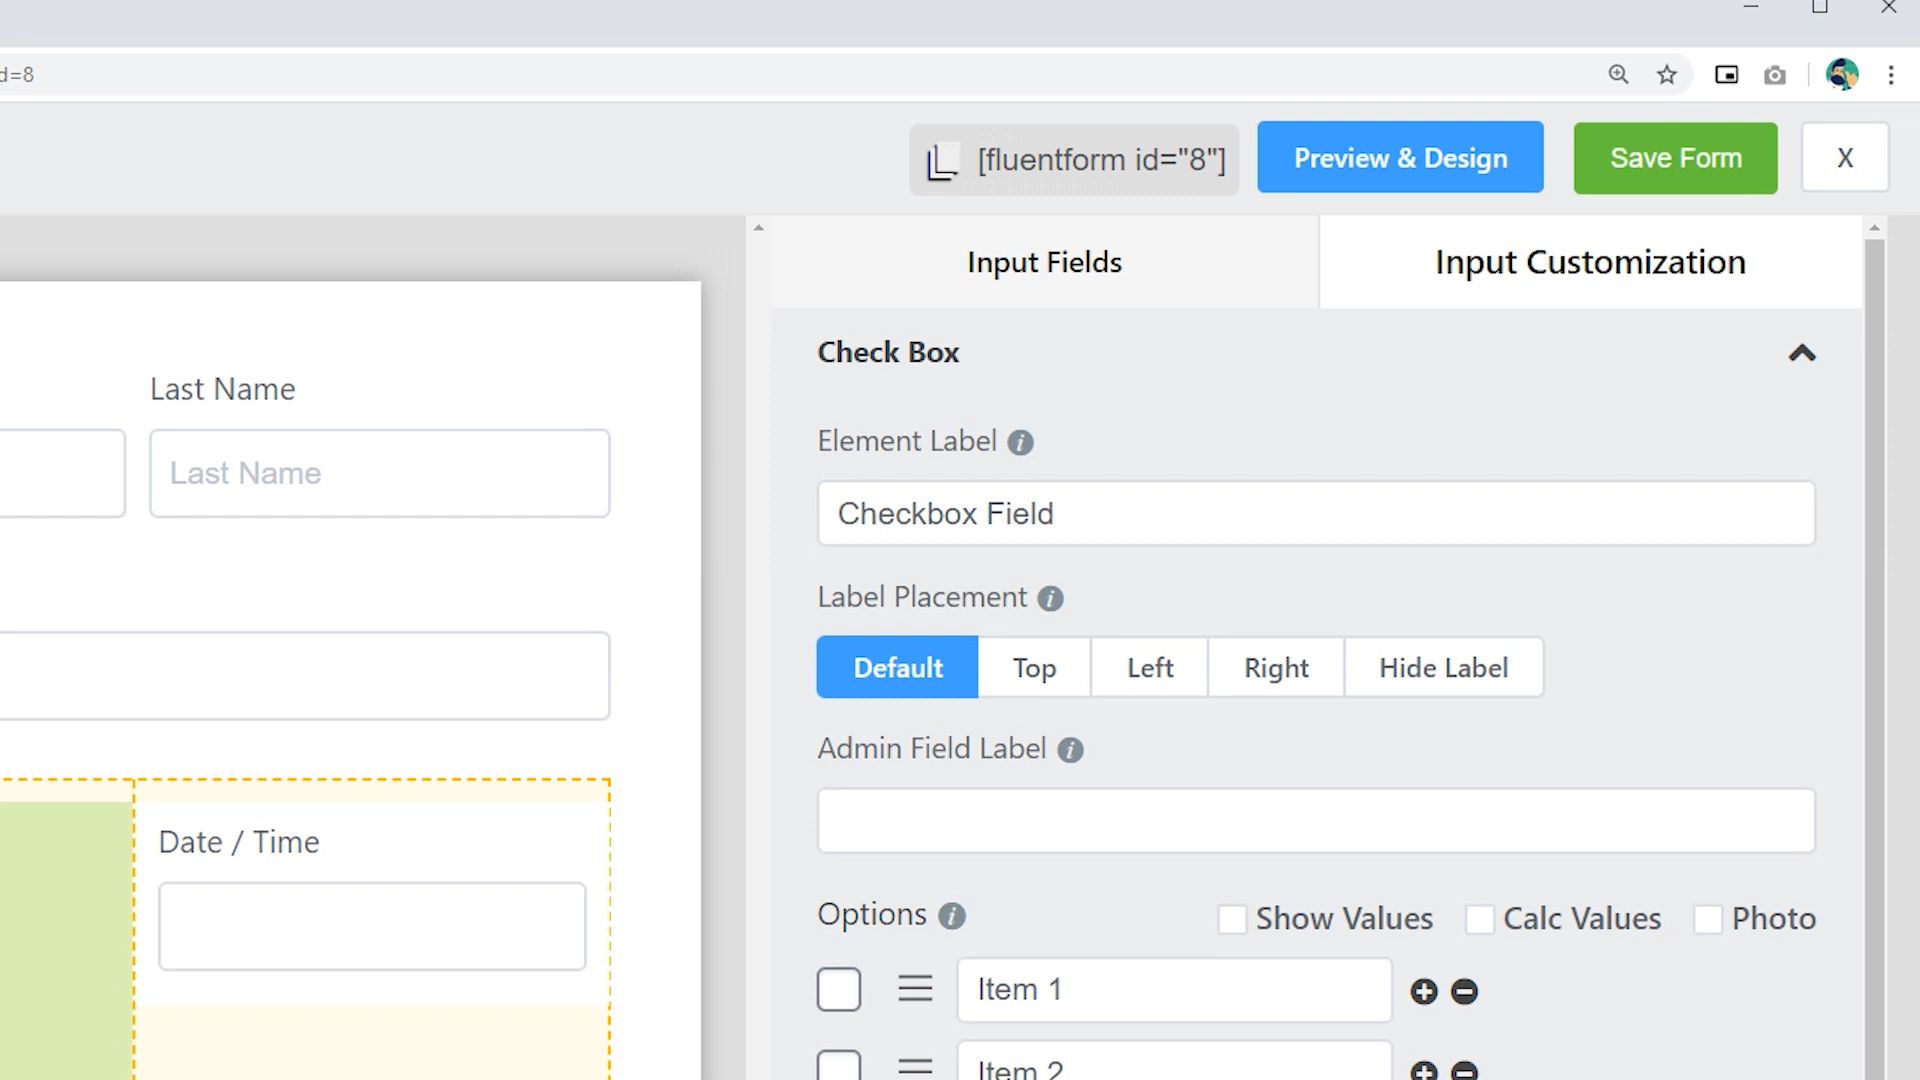 d=8
[fluentform id="8"]
Preview & Design
Save Form
X
Input Fields
Input Customization
Check Box
Last Name
Element Label
Last Name
Checkbox Field
Label Placement
Default
Top
Left
Right
Hide Label
Admin Field Label
Date / Time
Options
Show Values
Calc Values
Photo
Item 1
Item 2